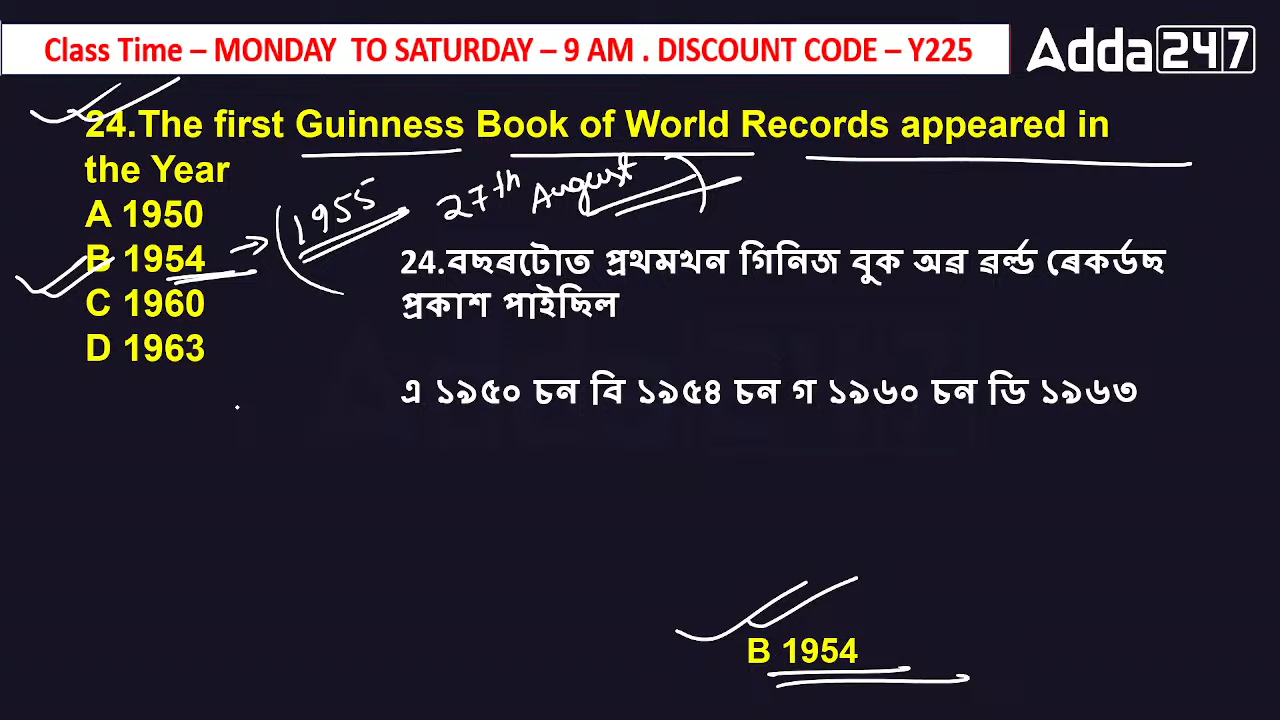 Class Time – MONDAY TO SATURDAY – 9 AM . DISCOUNT CODE – Y225
Adda247
24.The first Guinness Book of World Records appeared in
the Year
A 1950
B 1954
C 1960
D 1963
1955 27th August
24.বছৰটোত প্ৰথমখন গিনিজ বুক অৱ ৱৰ্ল্ড ৰেকৰ্ডছ
প্ৰকাশ পাইছিল
এ ১৯৫০ চন বি ১৯৫৪ চন গ ১৯৬০ চন ডি ১৯৬৩
B 1954